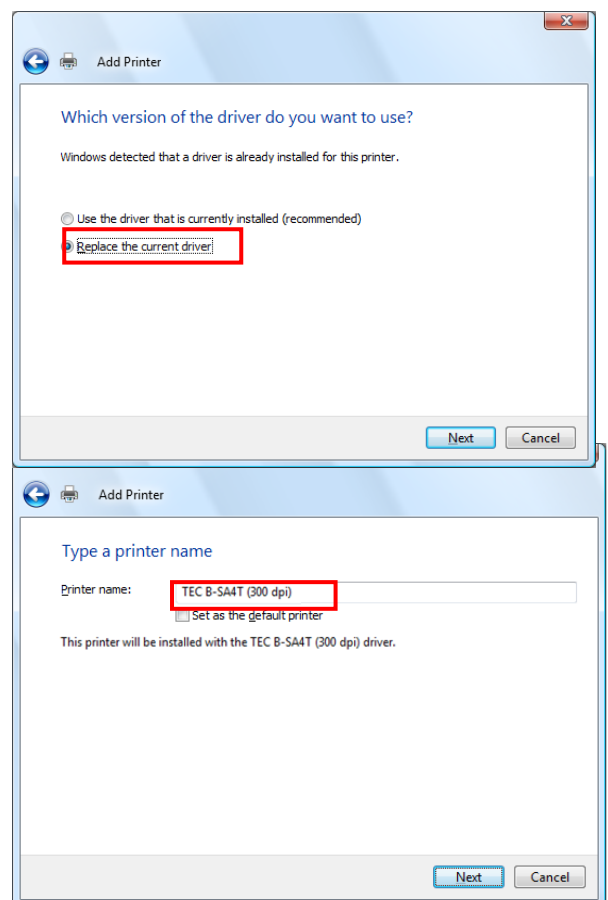 Add Printer
Which version of the driver do you want to use?
Windows detected that a driver is already installed for this printer.
Use the driver that is currently installed (recommended)
Replace the current driver
Next Cancel
Add Printer
Type a printer name
Printer name: TEC B-SA4T (300 dpi)
Set as the default printer
This printer will be installed with the TEC B-SA4T (300 dpi) driver.
Next Cancel